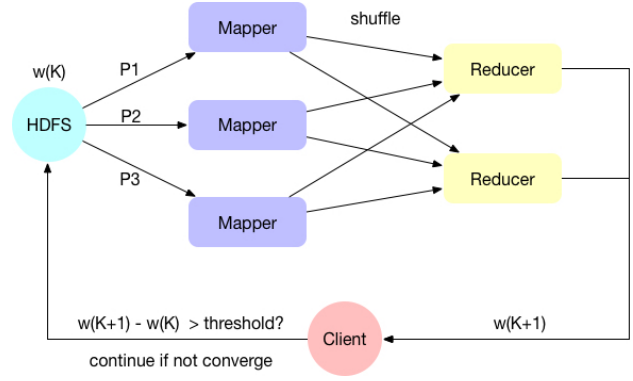 shuffle
Mapper
w(K)
P1
Reducer
HDFS
P2
Mapper
P3
Reducer
Mapper
w(K+1) - w(K)  > threshold?
Client
w(K+1)
continue if not converge